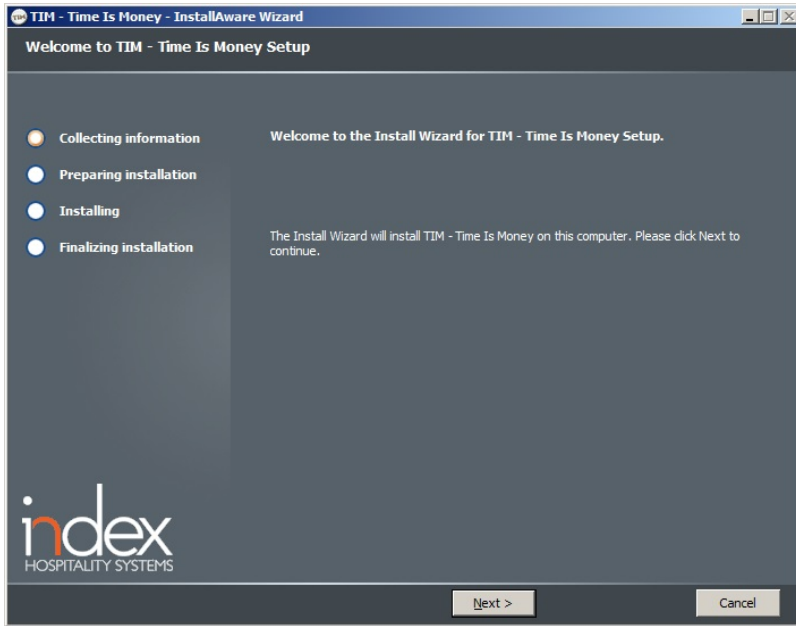 TIM - Time Is Money - InstallAware Wizard
Welcome to TIM - Time Is Money Setup
Collecting information
Preparing installation
Installing
Finalizing installation
Welcome to the Install Wizard for TIM - Time Is Money Setup.
The Install Wizard will install TIM - Time Is Money on this computer. Please click Next to
continue.
index
HOSPITALITY SYSTEMS
Next >
Cancel